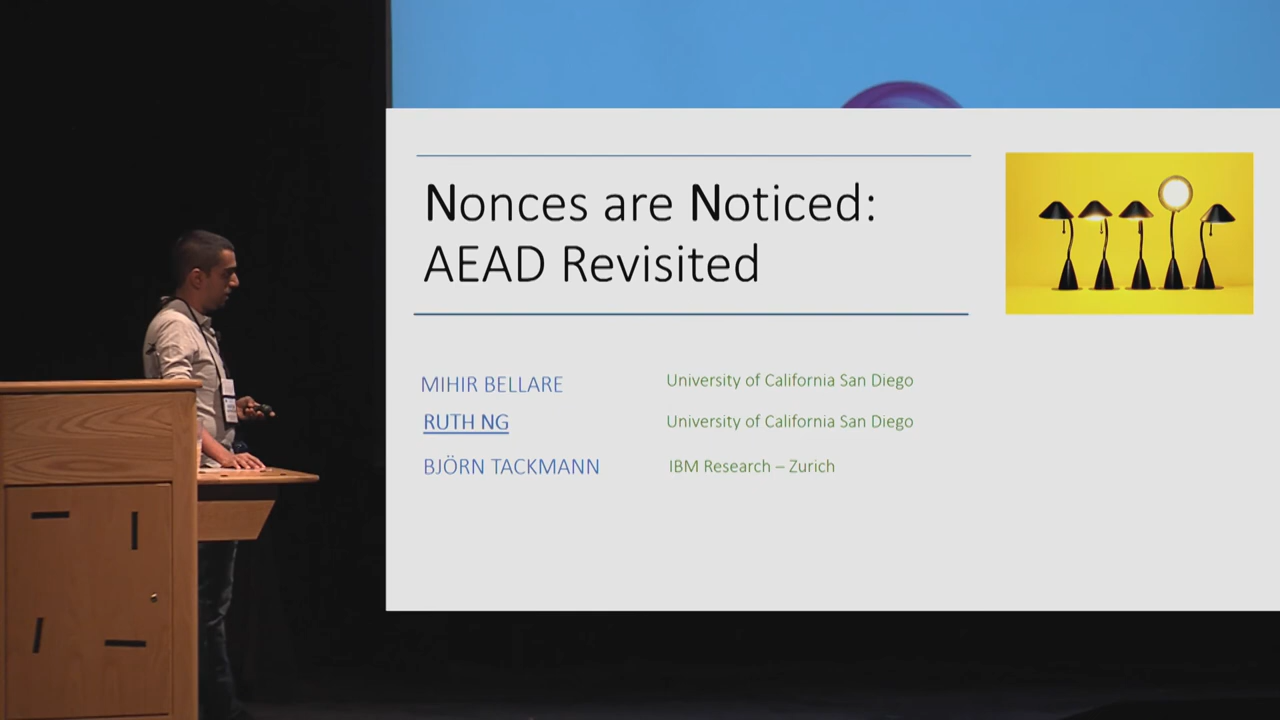 Nonces are Noticed:
AEAD Revisited
MIHIR BELLARE University of California San Diego
RUTH NG University of California San Diego
BJÖRN TACKMANN IBM Research – Zurich